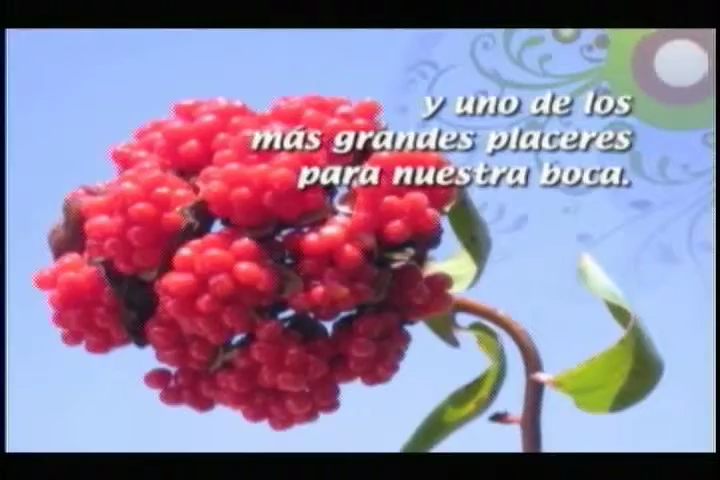 y uno de los
más grandes placeres
para nuestra boca.